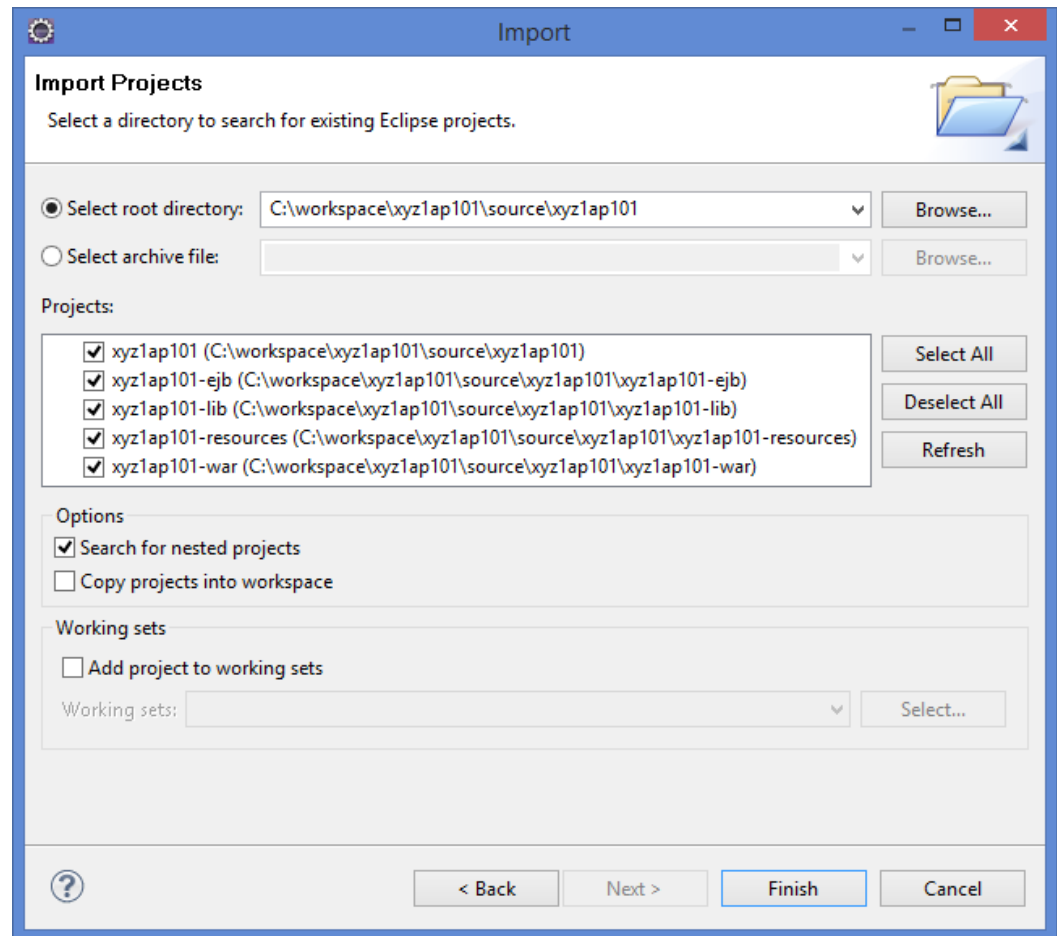 Import
Import Projects
Select a directory to search for existing Eclipse projects.
Select root directory: C:\workspace\xyz1ap101\source\xyz1ap101 Browse...
Select archive file: Browse...
Projects:
xyz1ap101 (C:\workspace\xyz1ap101\source\xyz1ap101)
xyz1ap101-ejb (C:\workspace\xyz1ap101\source\xyz1ap101\xyz1ap101-ejb)
xyz1ap101-lib (C:\workspace\xyz1ap101\source\xyz1ap101\xyz1ap101-lib)
xyz1ap101-resources (C:\workspace\xyz1ap101\source\xyz1ap101\xyz1ap101-resources)
xyz1ap101-war (C:\workspace\xyz1ap101\source\xyz1ap101\xyz1ap101-war)
Select All
Deselect All
Refresh
Options
Search for nested projects
Copy projects into workspace
Working sets
Add project to working sets
Working sets: Select...
? < Back Next > Finish Cancel